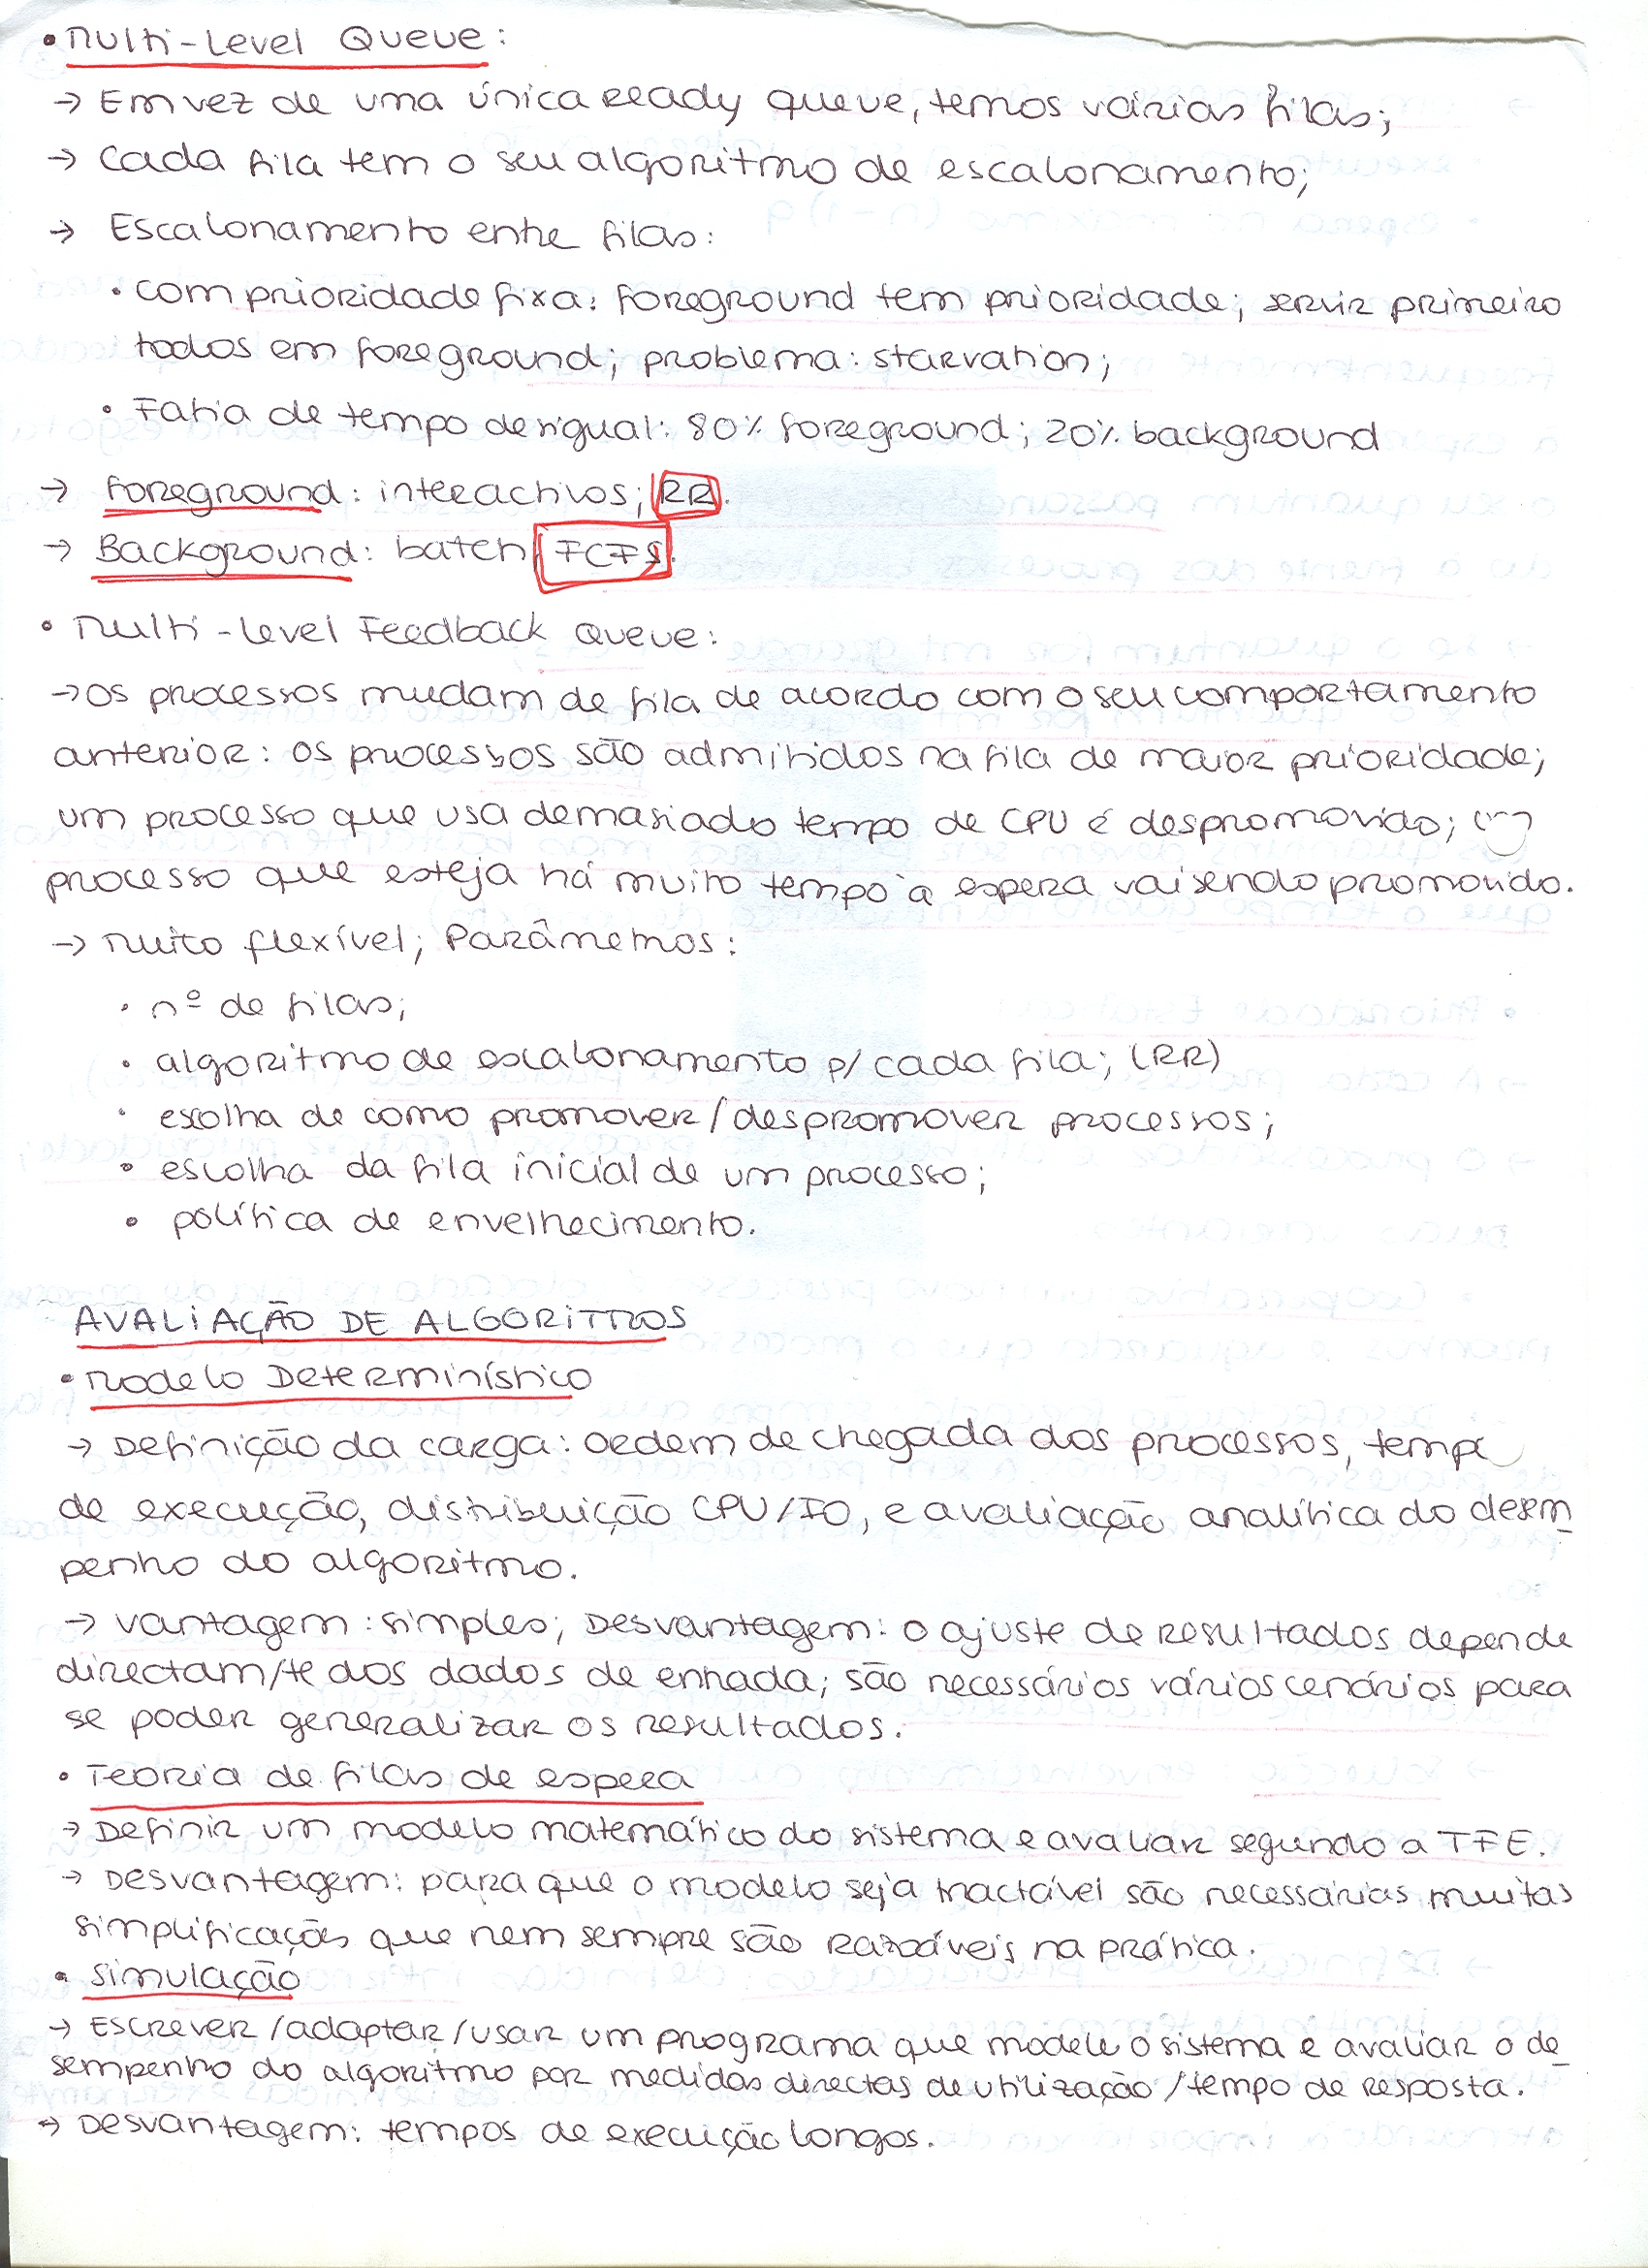 • Multi-Level Queue:
→ Em vez de uma única ready queue, temos várias filas;
→ Cada fila tem o seu algoritmo de escalonamento;
→ Escalonamento entre filas:
• com prioridade fixa: foreground tem prioridade; servir primeiro
todos em foreground; problema: starvation;
• Fatia de tempo desigual: 80% foreground; 20% background
→ Foreground: interactivos; RR.
→ Background: batch, FCFS.
• Multi-Level Feedback Queue:
→ Os processos mudam de fila de acordo com o seu comportamento
anterior: os processos são admitidos na fila de maior prioridade;
um processo que usa demasiado tempo de CPU é despromovido;
processo que esteja há muito tempo à espera vai sendo promovido.
→ Muito flexível; Parâmetros:
• nº de filas;
• algoritmo de escalonamento p/ cada fila; (RR)
• escolha de como promover/despromover processos;
• escolha da fila inicial de um processo;
• política de envelhecimento.
AVALIAÇÃO DE ALGORITMOS
• Modelo Determinístico
→ Definição da carga: ordem de chegada dos processos, temp
de execução, distribuição CPU/IO, e avaliação analítica do desem
penho do algoritmo.
→ Vantagem: simples; Desvantagem: o ajuste de resultados depende
directam/te dos dados de entrada; são necessários vários cenários para
se poder generalizar os resultados.
• Teoria de filas de espera
→ Definir um modelo matemático do sistema e avaliar segundo a TFE.
→ Desvantagem: para que o modelo seja tractável são necessárias muitas
simplificações que nem sempre são razoáveis na prática.
• Simulação
→ Escrever/adaptar/usar um programa que modele o sistema e avaliar o de_
sempenho do algoritmo por medidas directas de utilização/tempo de resposta.
→ Desvantagem: tempos de execução longos.